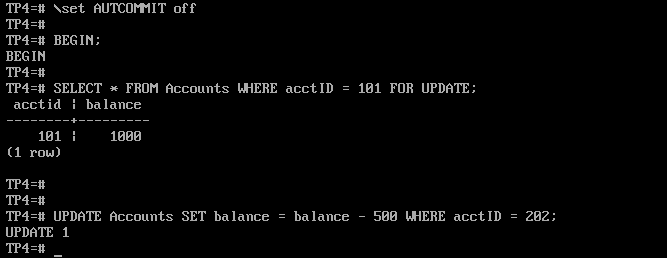 TP4=# \set AUTCOMMIT off
TP4=#
TP4=# BEGIN;
BEGIN
TP4=#
TP4=# SELECT * FROM Accounts WHERE acctID = 101 FOR UPDATE;
 acctid | balance
--------+---------
    101 |    1000
(1 row)

TP4=#
TP4=#
TP4=# UPDATE Accounts SET balance = balance - 500 WHERE acctID = 202;
UPDATE 1
TP4=# _